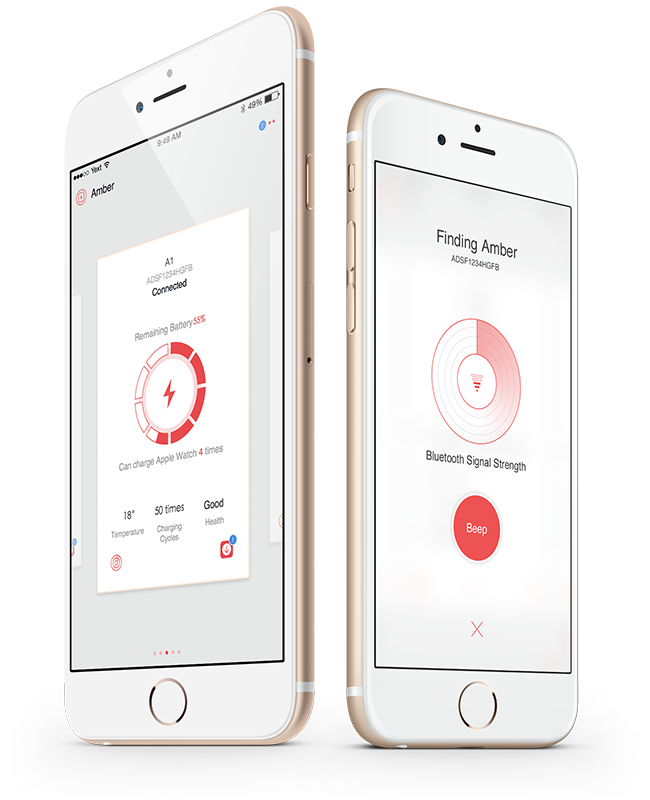 49%
●●●○○ Yext
9:49 AM
Amber
A1
ADSF1234HGFB
Connected
Remaining Battery 55%
Can charge Apple Watch 4 times
18°
Temperature
50 times
Charging
Cycles
Good
Health
Finding Amber
ADSF1234HGFB
Bluetooth Signal Strength
Beep